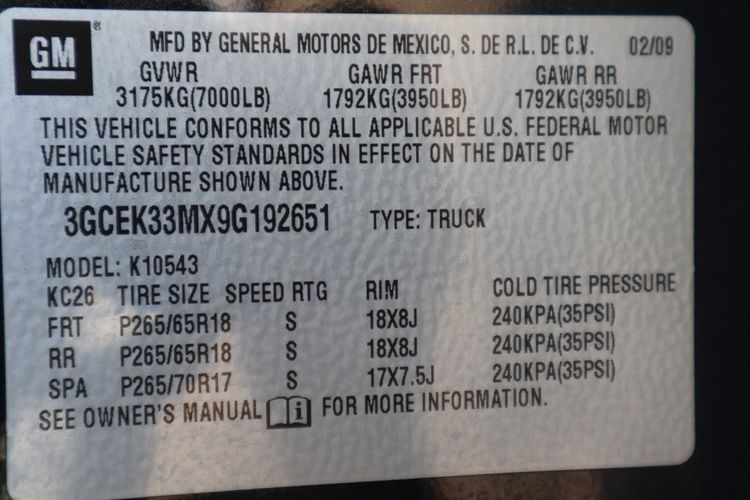 GM® MFD BY GENERAL MOTORS DE MEXICO, S. DE R.L. DE C.V. 02/09
GVWR GAWR FRT GAWR RR
3175KG(7000LB) 1792KG(3950LB) 1792KG(3950LB)
THIS VEHICLE CONFORMS TO ALL APPLICABLE U.S. FEDERAL MOTOR
VEHICLE SAFETY STANDARDS IN EFFECT ON THE DATE OF
MANUFACTURE SHOWN ABOVE.
3GCEK33MX9G192651 TYPE: TRUCK
MODEL: K10543
KC26 TIRE SIZE SPEED RTG RIM COLD TIRE PRESSURE
FRT P265/65R18 S 18X8J 240KPA(35PSI)
RR P265/65R18 S 18X8J 240KPA(35PSI)
SPA P265/70R17 S 17X7.5J 240KPA(35PSI)
SEE OWNER'S MANUAL i FOR MORE INFORMATION.